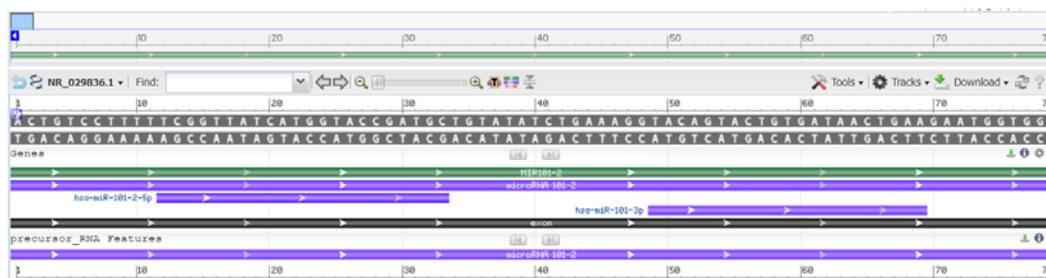 10 20 30 40 50 60 70
NR_029836.1 Find: Tools Tracks Download ?
1 10 20 30 40 50 60 70
A C T G T C C T T T T T C G G T T A T C A T G G T A C C G A T G C T G T A T A T C T G A A A G G T A C A G T A C T G T G A T A A C T G A A G A A T G G T G G
T G A C A G G A A A A A G C C A A T A G T A C C A T G G C T A C G A C A T A T A G A C T T T C C A T G T C A T G A C A C T A T T G A C T T C T T A C C A C C
Genes
MIR101-2
microRNA 101-2
hsa-miR-101-2-5p
hsa-miR-101-3p
exon
precursor_RNA Features
microRNA 101-2
1 10 20 30 40 50 60 70